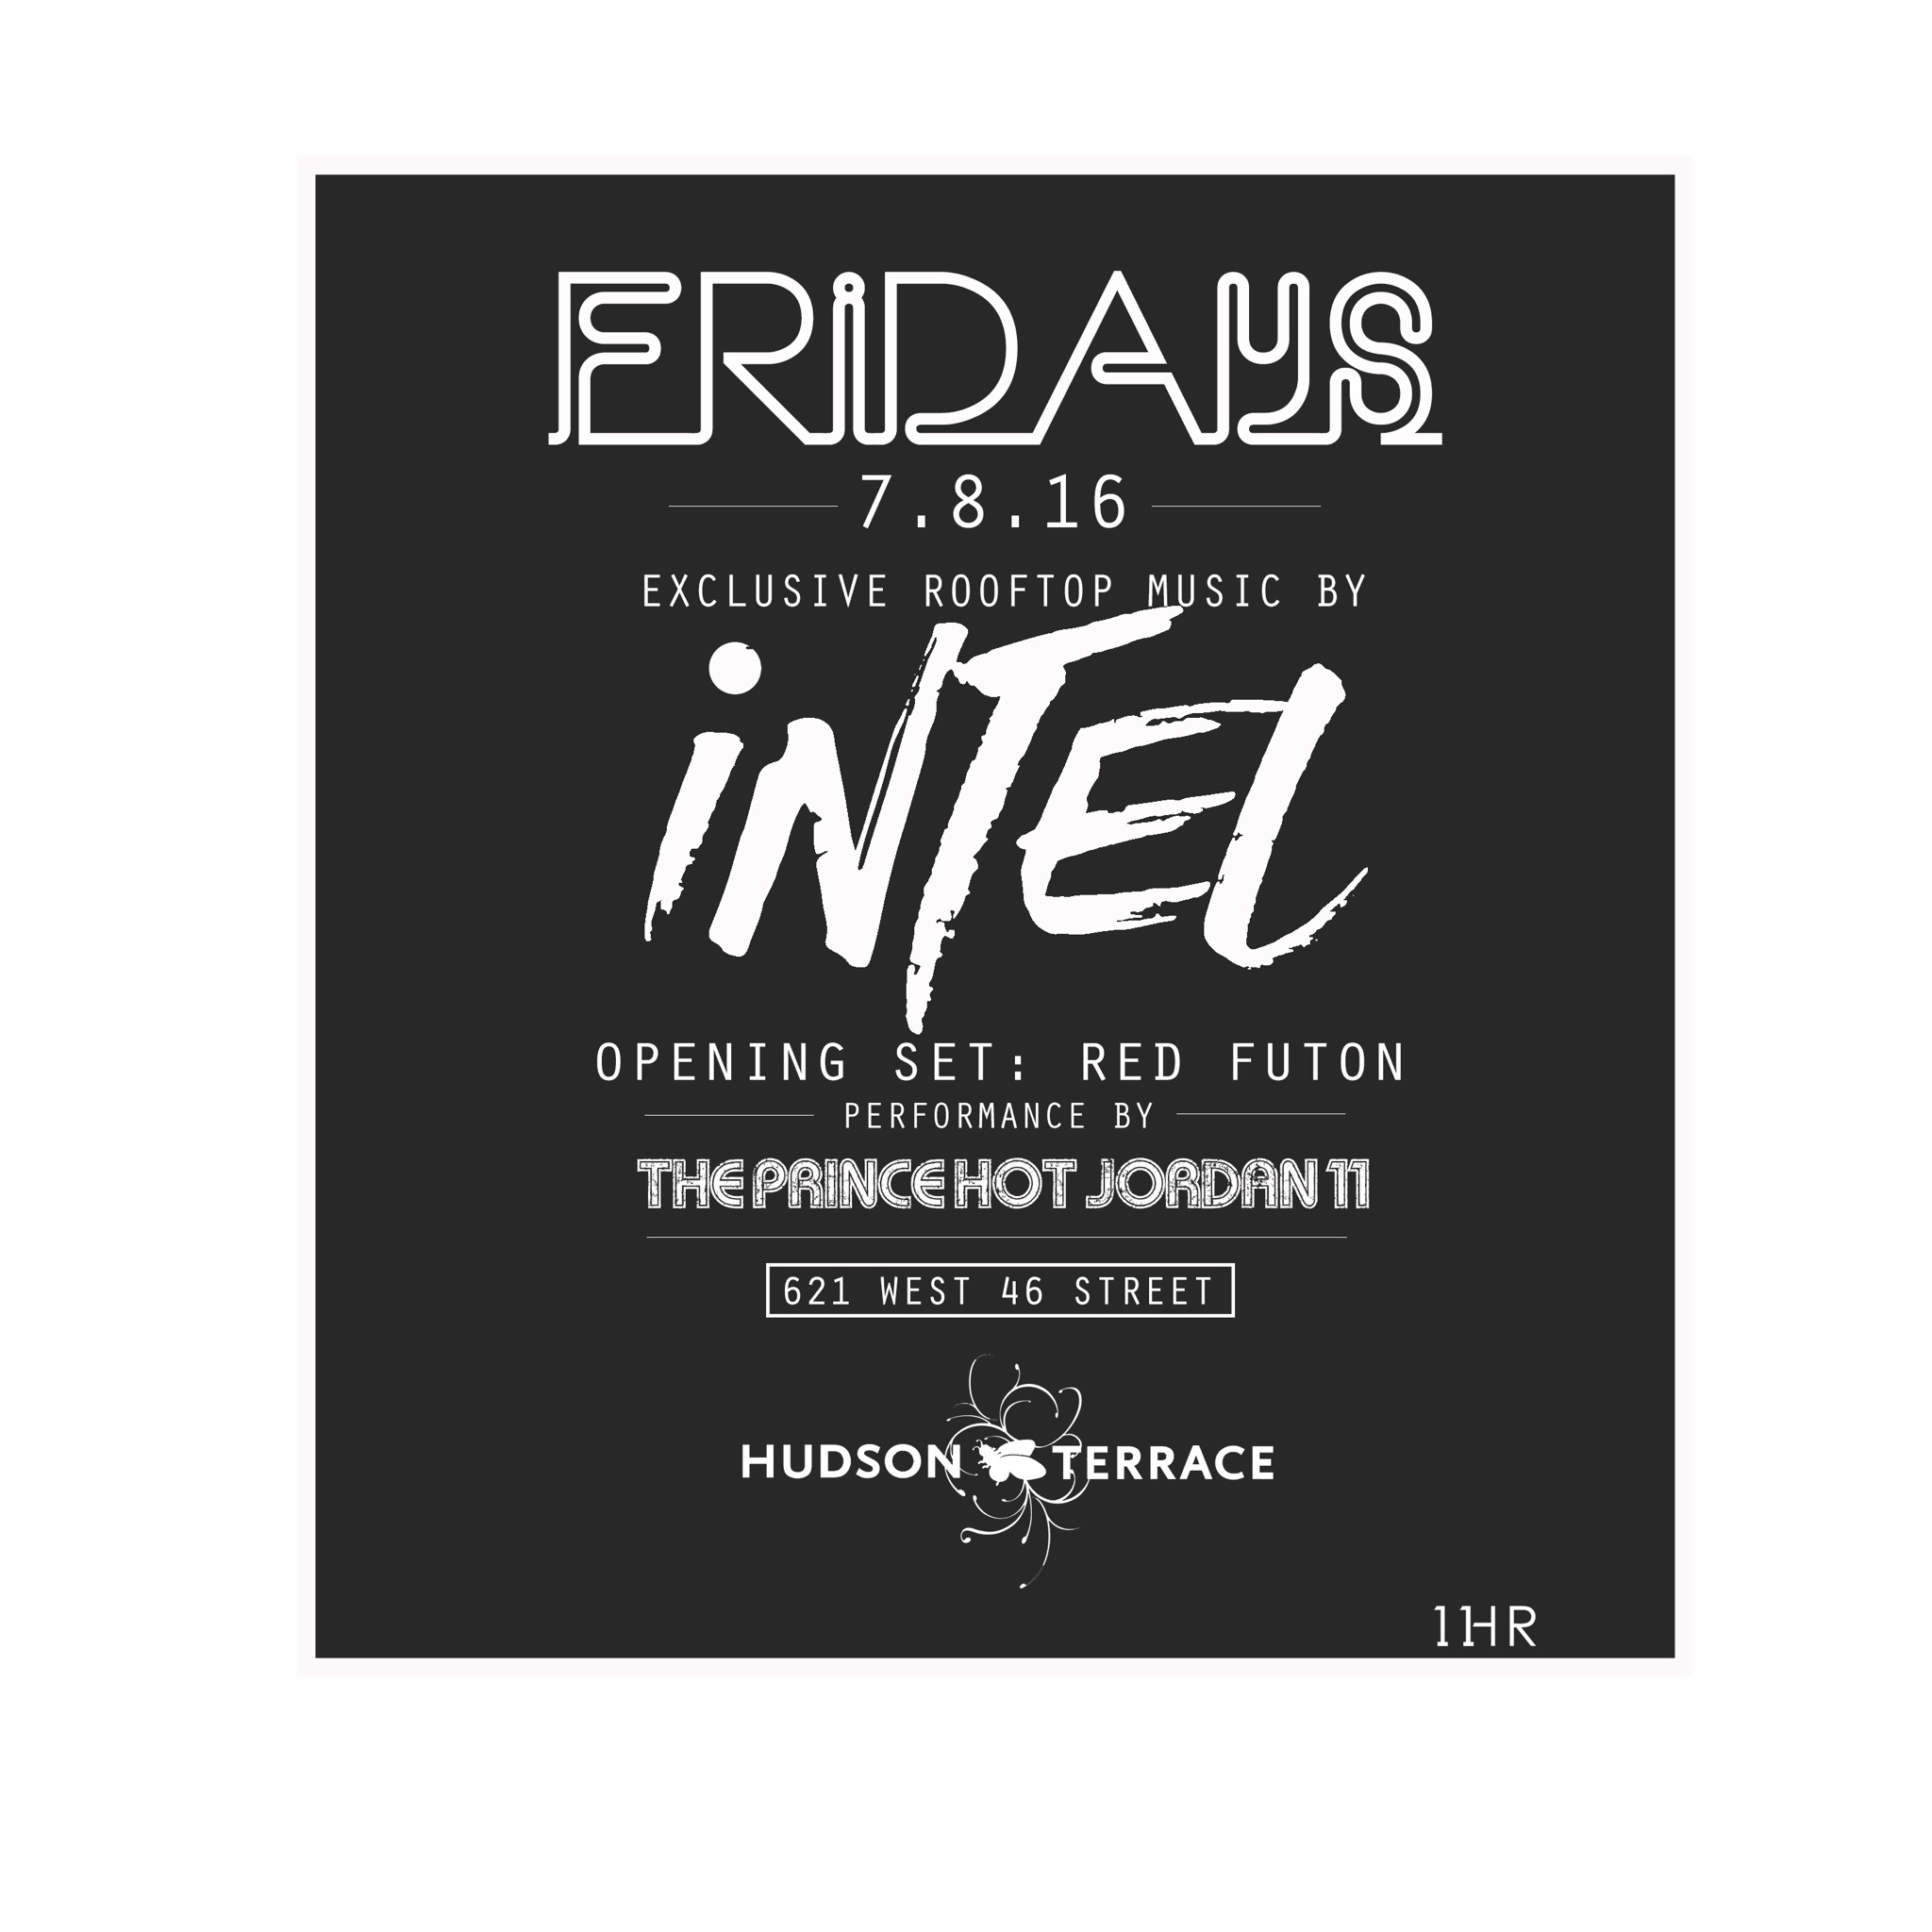 FRiDAYS
7.8.16
EXCLUSIVE ROOFTOP MUSIC BY
iNTEL
OPENING SET: RED FUTON
PERFORMANCE BY
THE PRINCE HOT JORDAN 11
621 WEST 46 STREET
HUDSON TERRACE
11HR